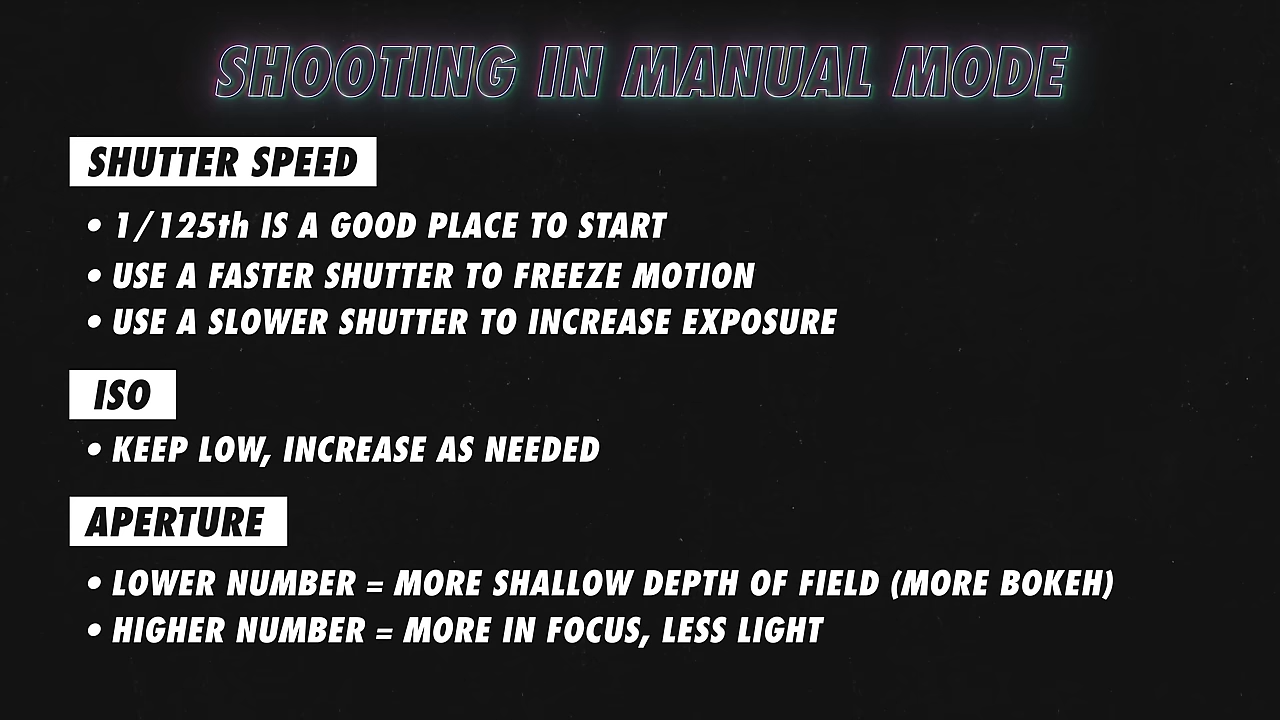 SHOOTING IN MANUAL MODE
SHUTTER SPEED
• 1/125th IS A GOOD PLACE TO START
• USE A FASTER SHUTTER TO FREEZE MOTION
• USE A SLOWER SHUTTER TO INCREASE EXPOSURE
ISO
• KEEP LOW, INCREASE AS NEEDED
APERTURE
• LOWER NUMBER = MORE SHALLOW DEPTH OF FIELD (MORE BOKEH)
• HIGHER NUMBER = MORE IN FOCUS, LESS LIGHT